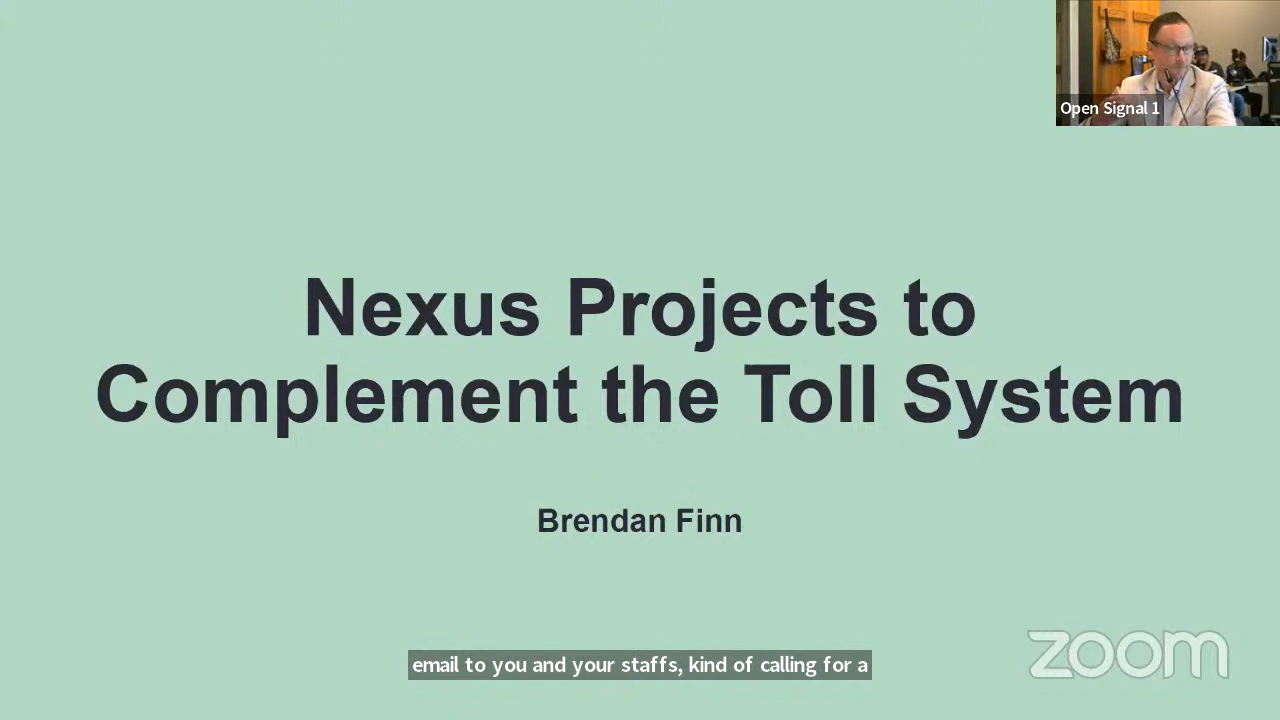 Open Signal 1
Nexus Projects to
Complement the Toll System
Brendan Finn
email to you and your staffs, kind of calling for a
zoom